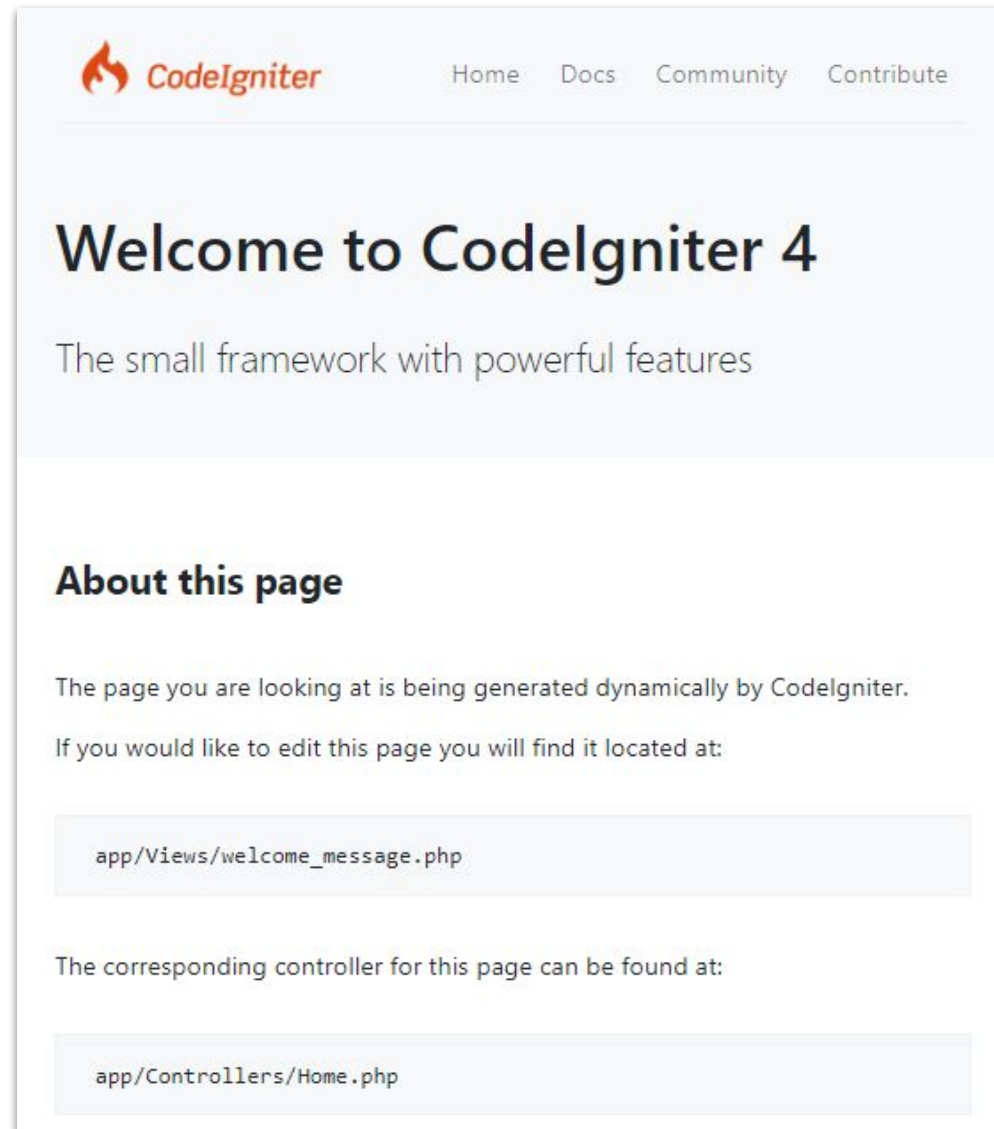 CodeIgniter Home Docs Community Contribute
Welcome to CodeIgniter 4
The small framework with powerful features
About this page
The page you are looking at is being generated dynamically by CodeIgniter.
If you would like to edit this page you will find it located at:
app/Views/welcome_message.php
The corresponding controller for this page can be found at:
app/Controllers/Home.php